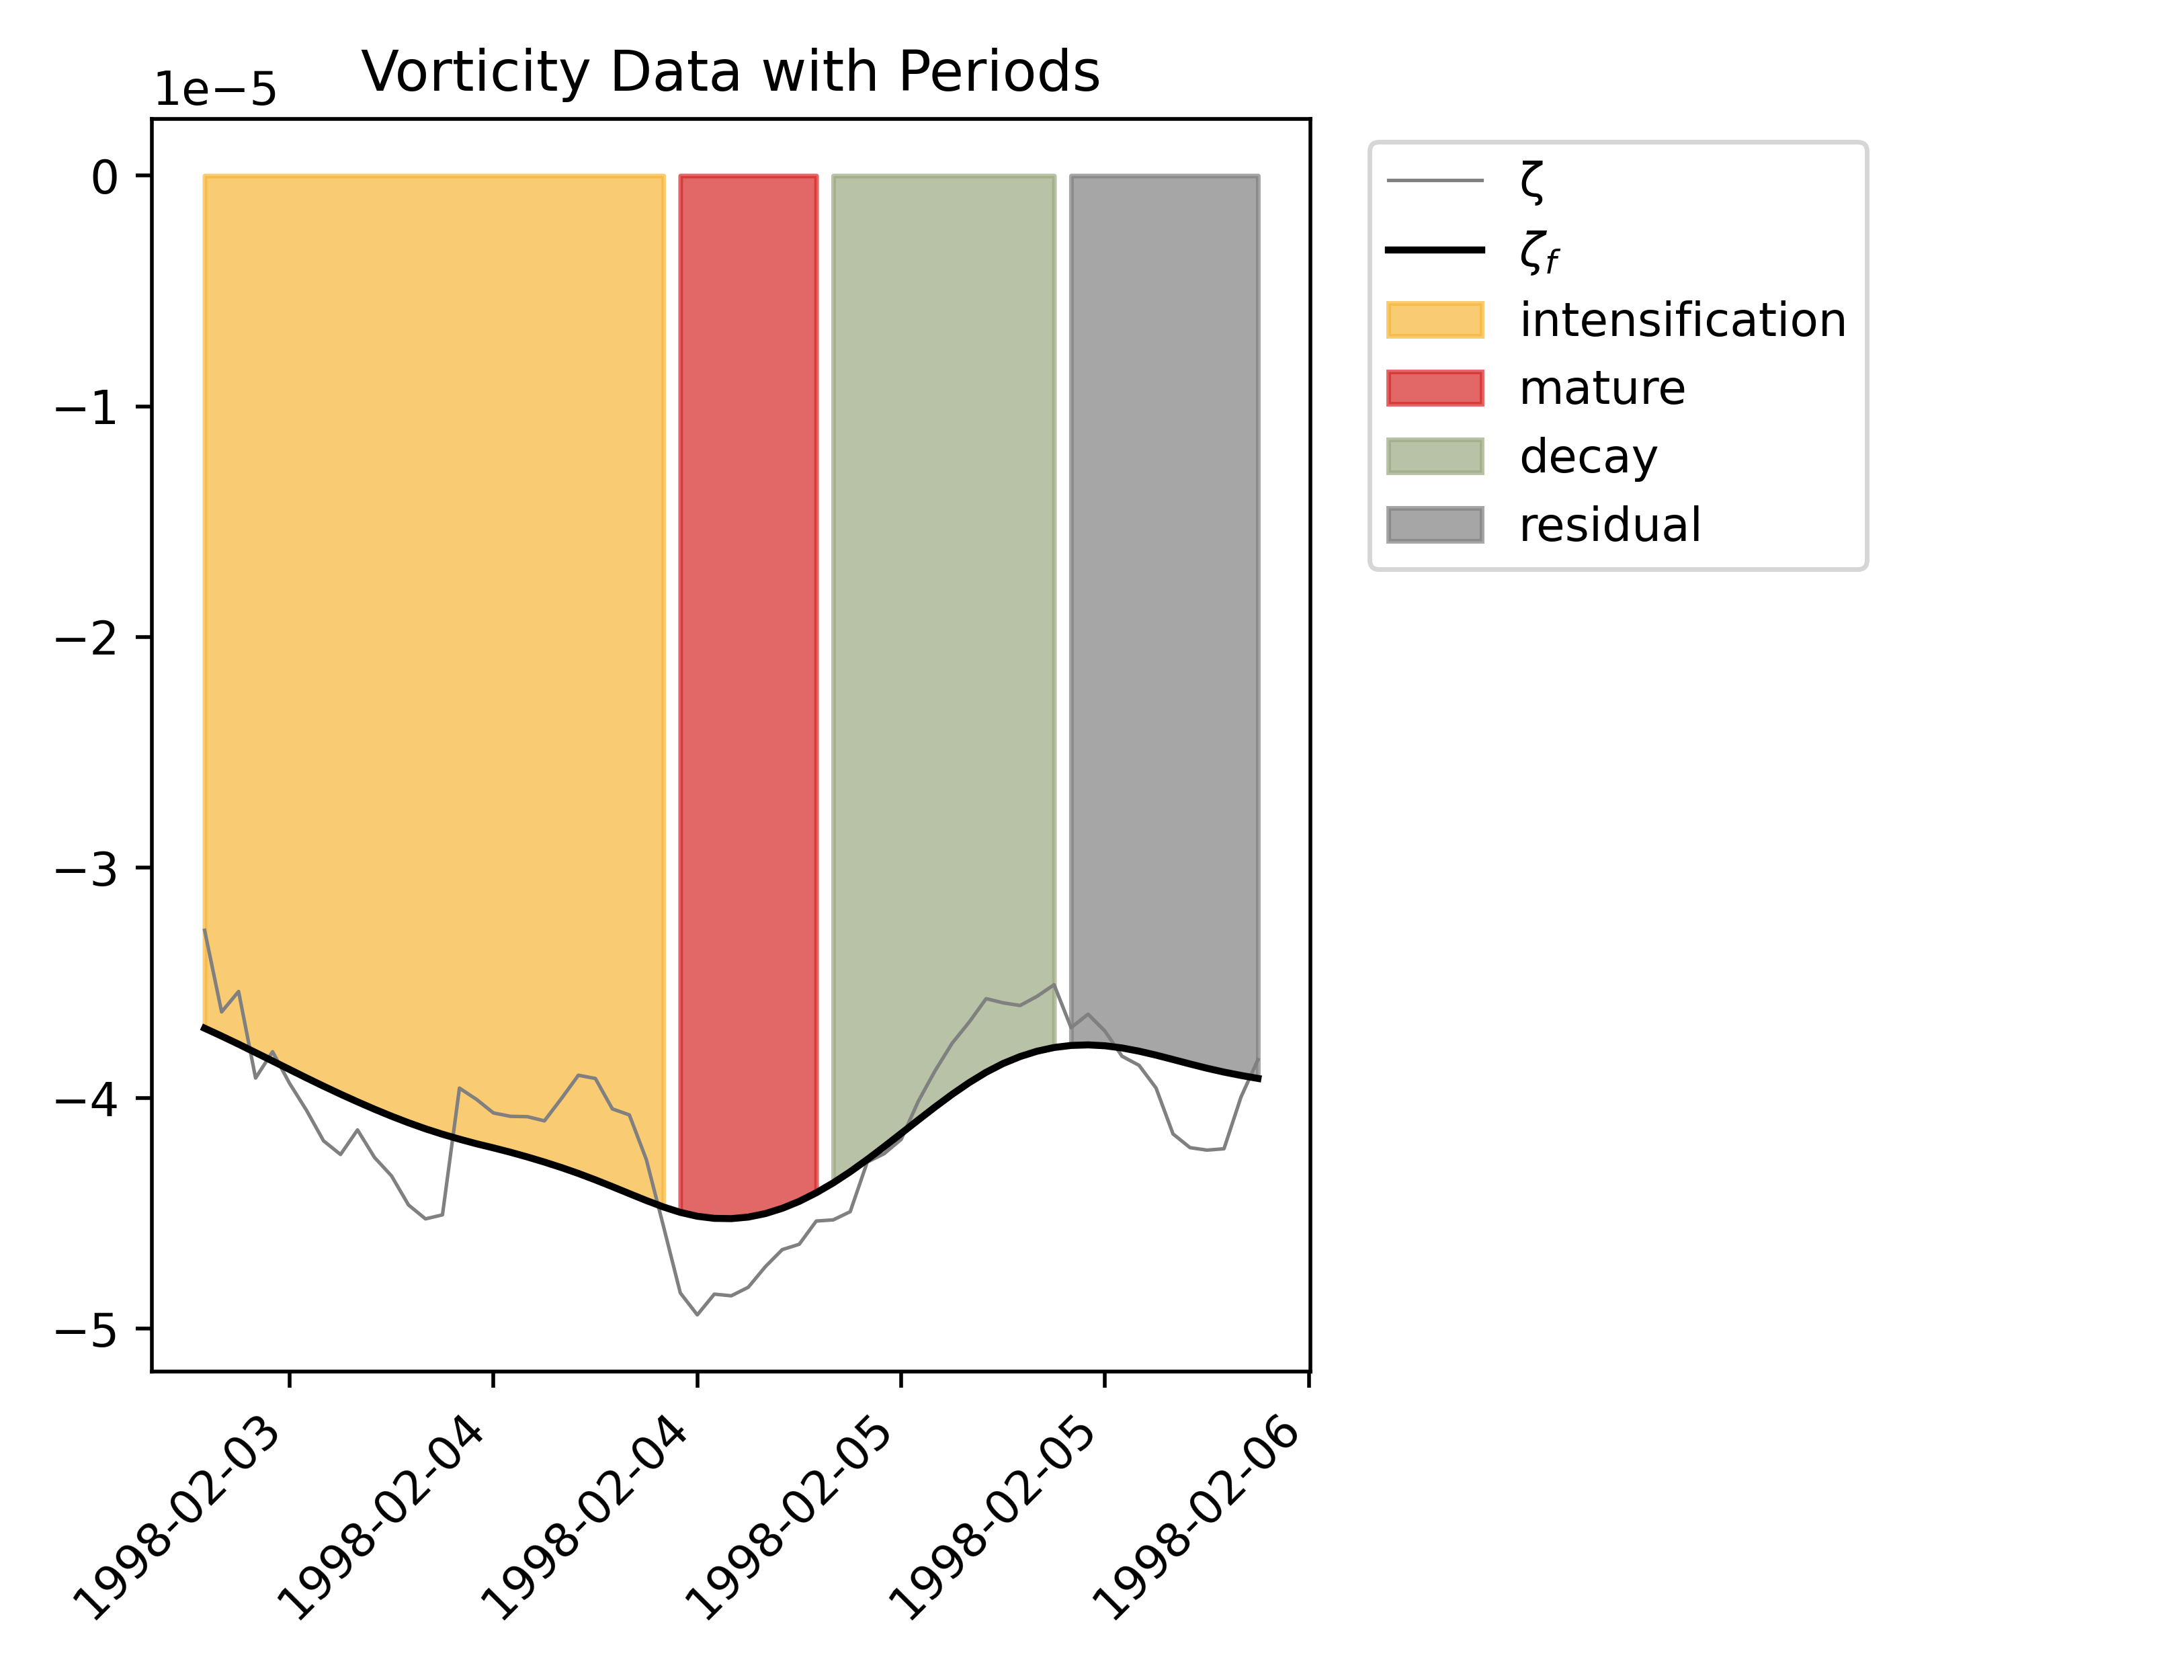 Vorticity Data with Periods
1e−5
0
−1
−2
−3
−4
−5
1998-02-03
1998-02-04
1998-02-04
1998-02-05
1998-02-05
1998-02-06
ζ
ζf
intensification
mature
decay
residual